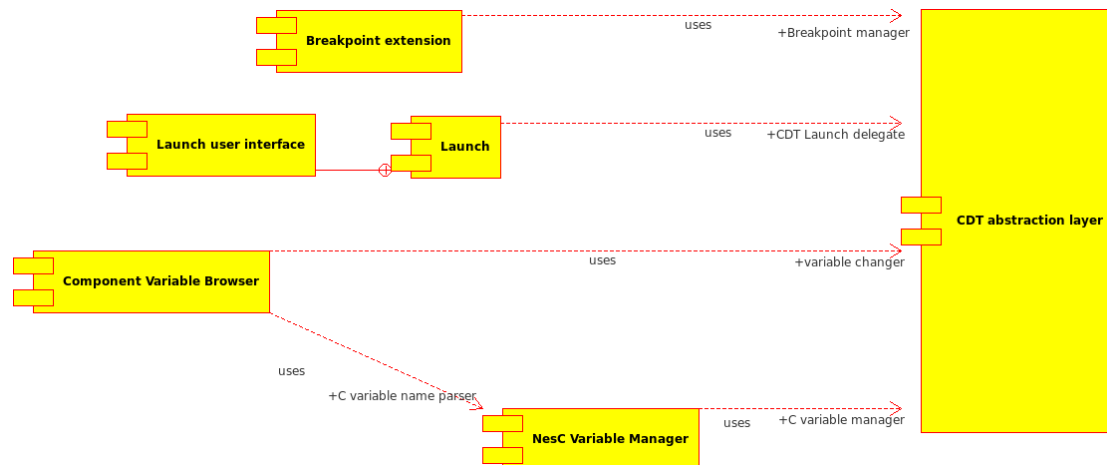 uses
Breakpoint extension
+Breakpoint manager
Launch user interface
Launch
uses
+CDT Launch delegate
CDT abstraction layer
Component Variable Browser
uses
+variable changer
uses
+C variable name parser
NesC Variable Manager
uses
+C variable manager